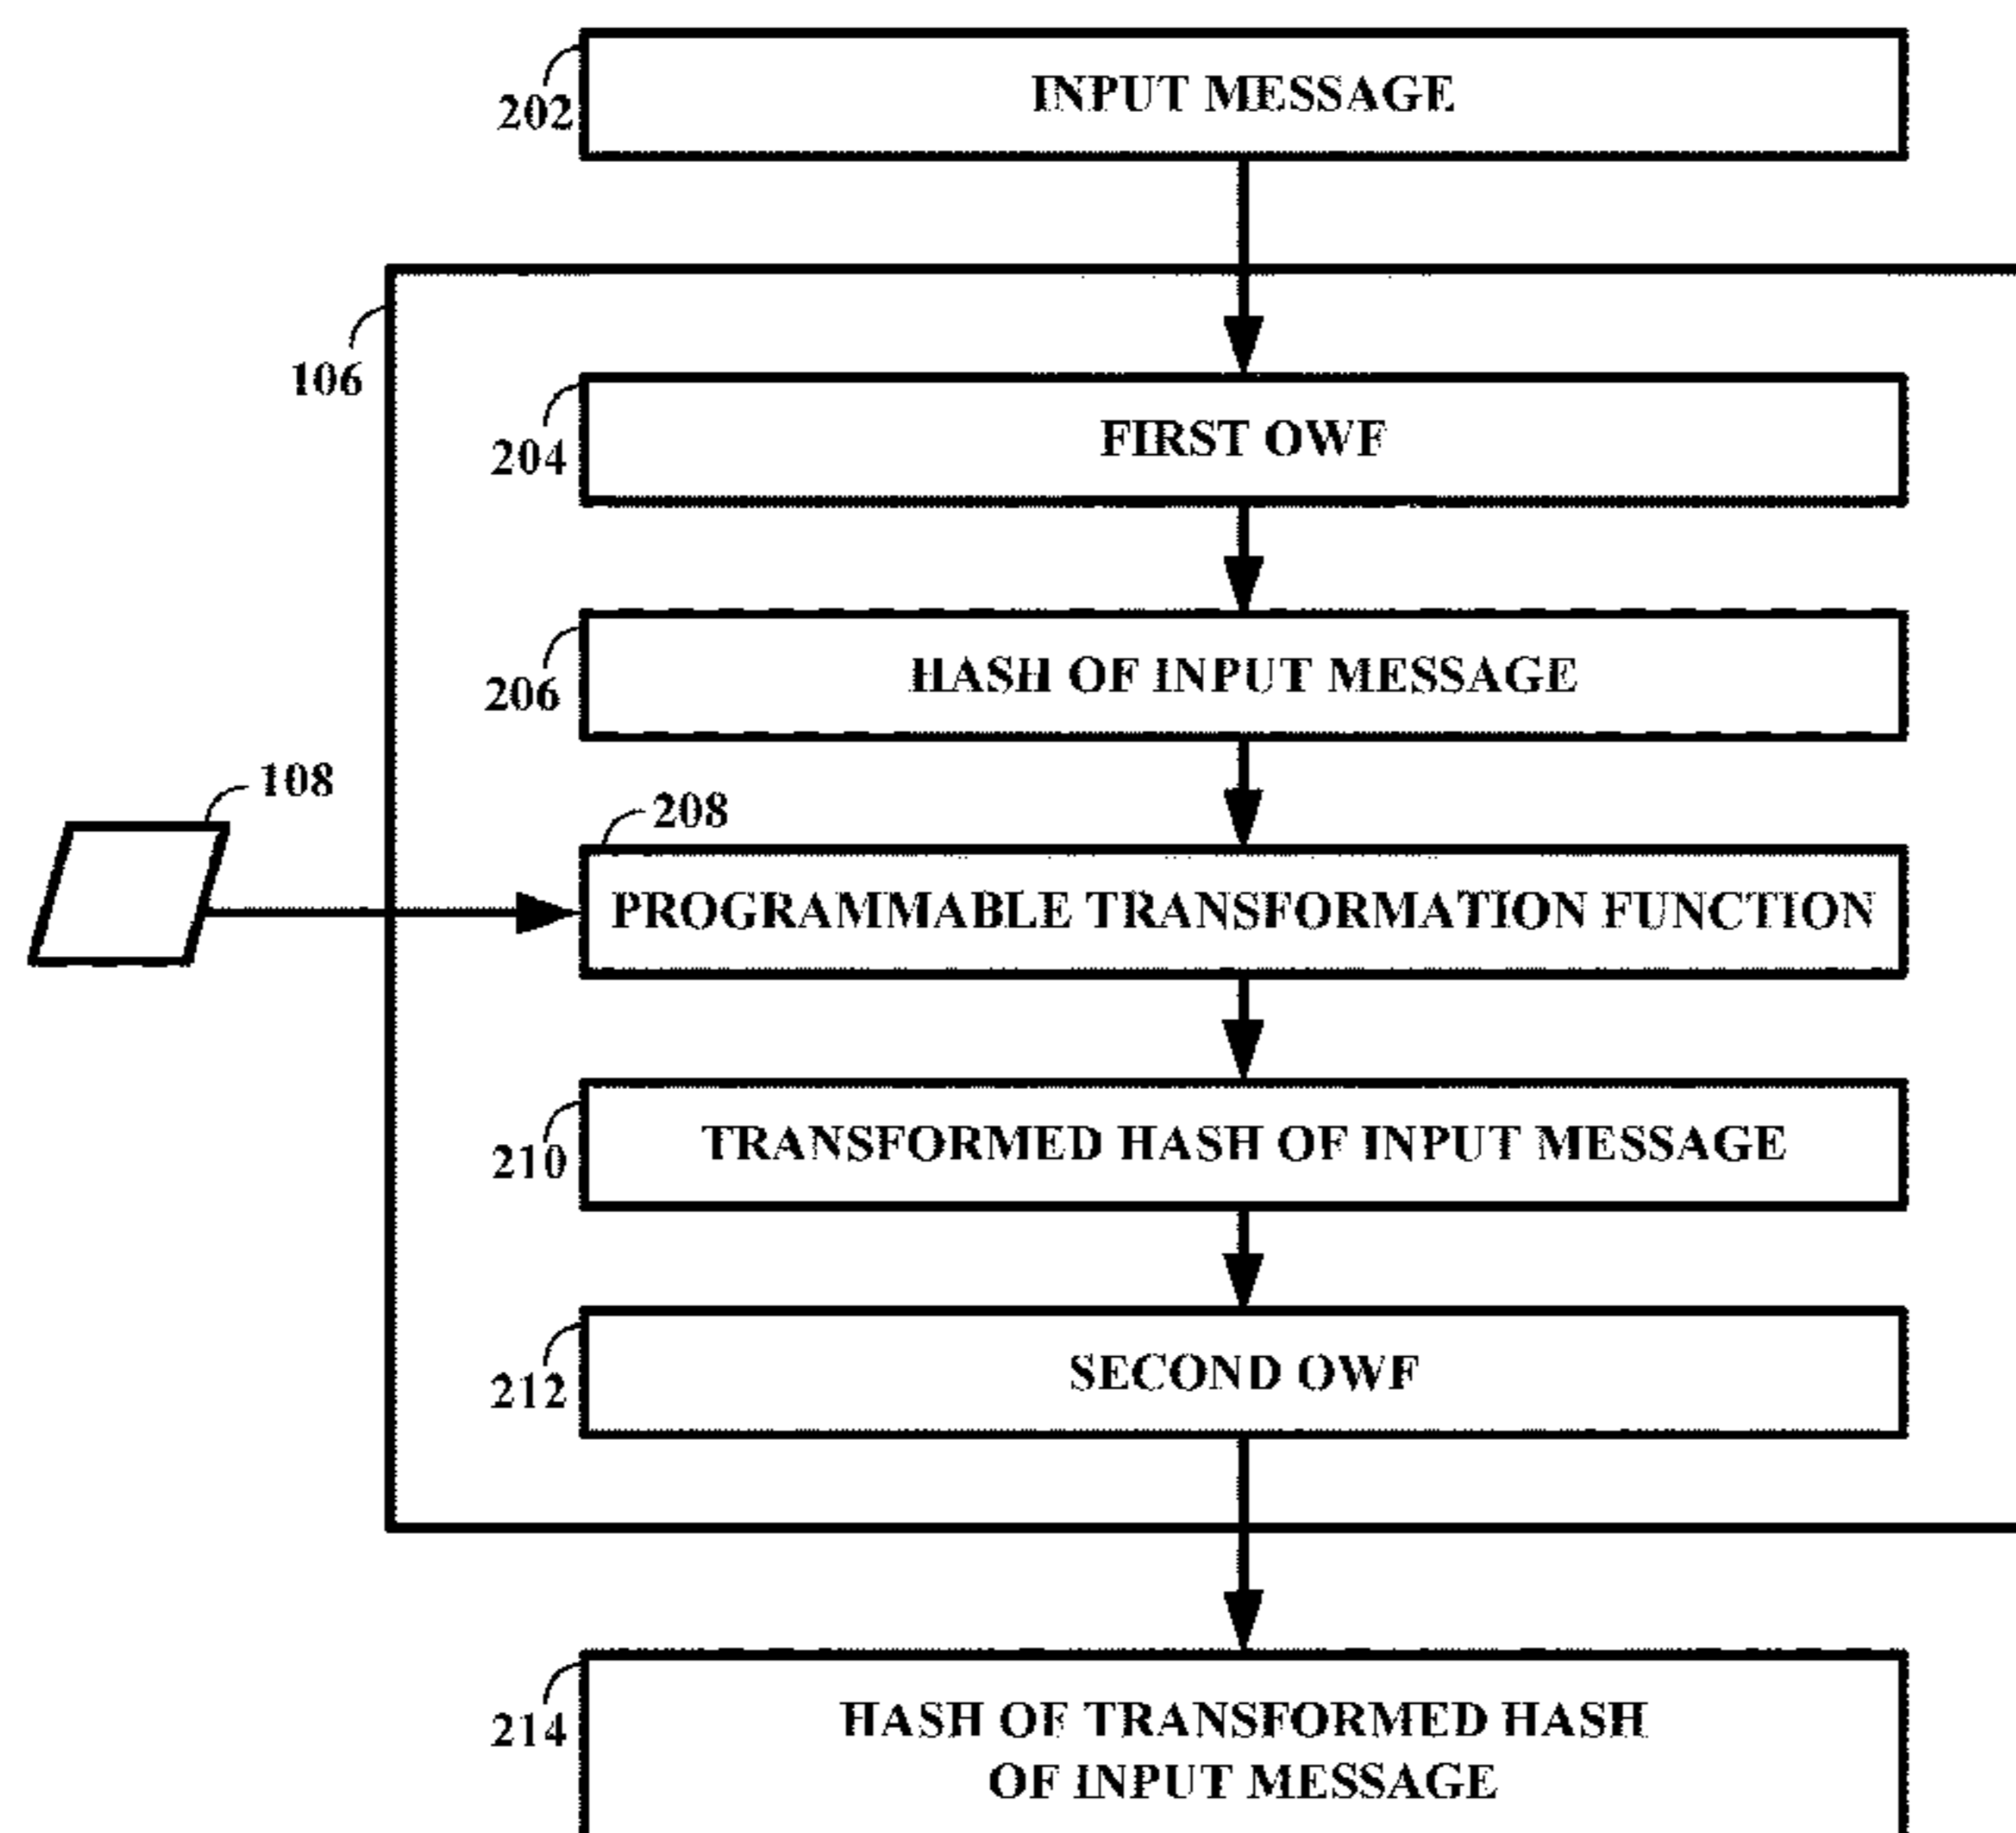 INPUT MESSAGE
202
106
FIRST OWF
204
HASH OF INPUT MESSAGE
206
108
208
PROGRAMMABLE TRANSFORMATION FUNCTION
TRANSFORMED HASH OF INPUT MESSAGE
210
SECOND OWF
212
HASH OF TRANSFORMED HASH
OF INPUT MESSAGE
214